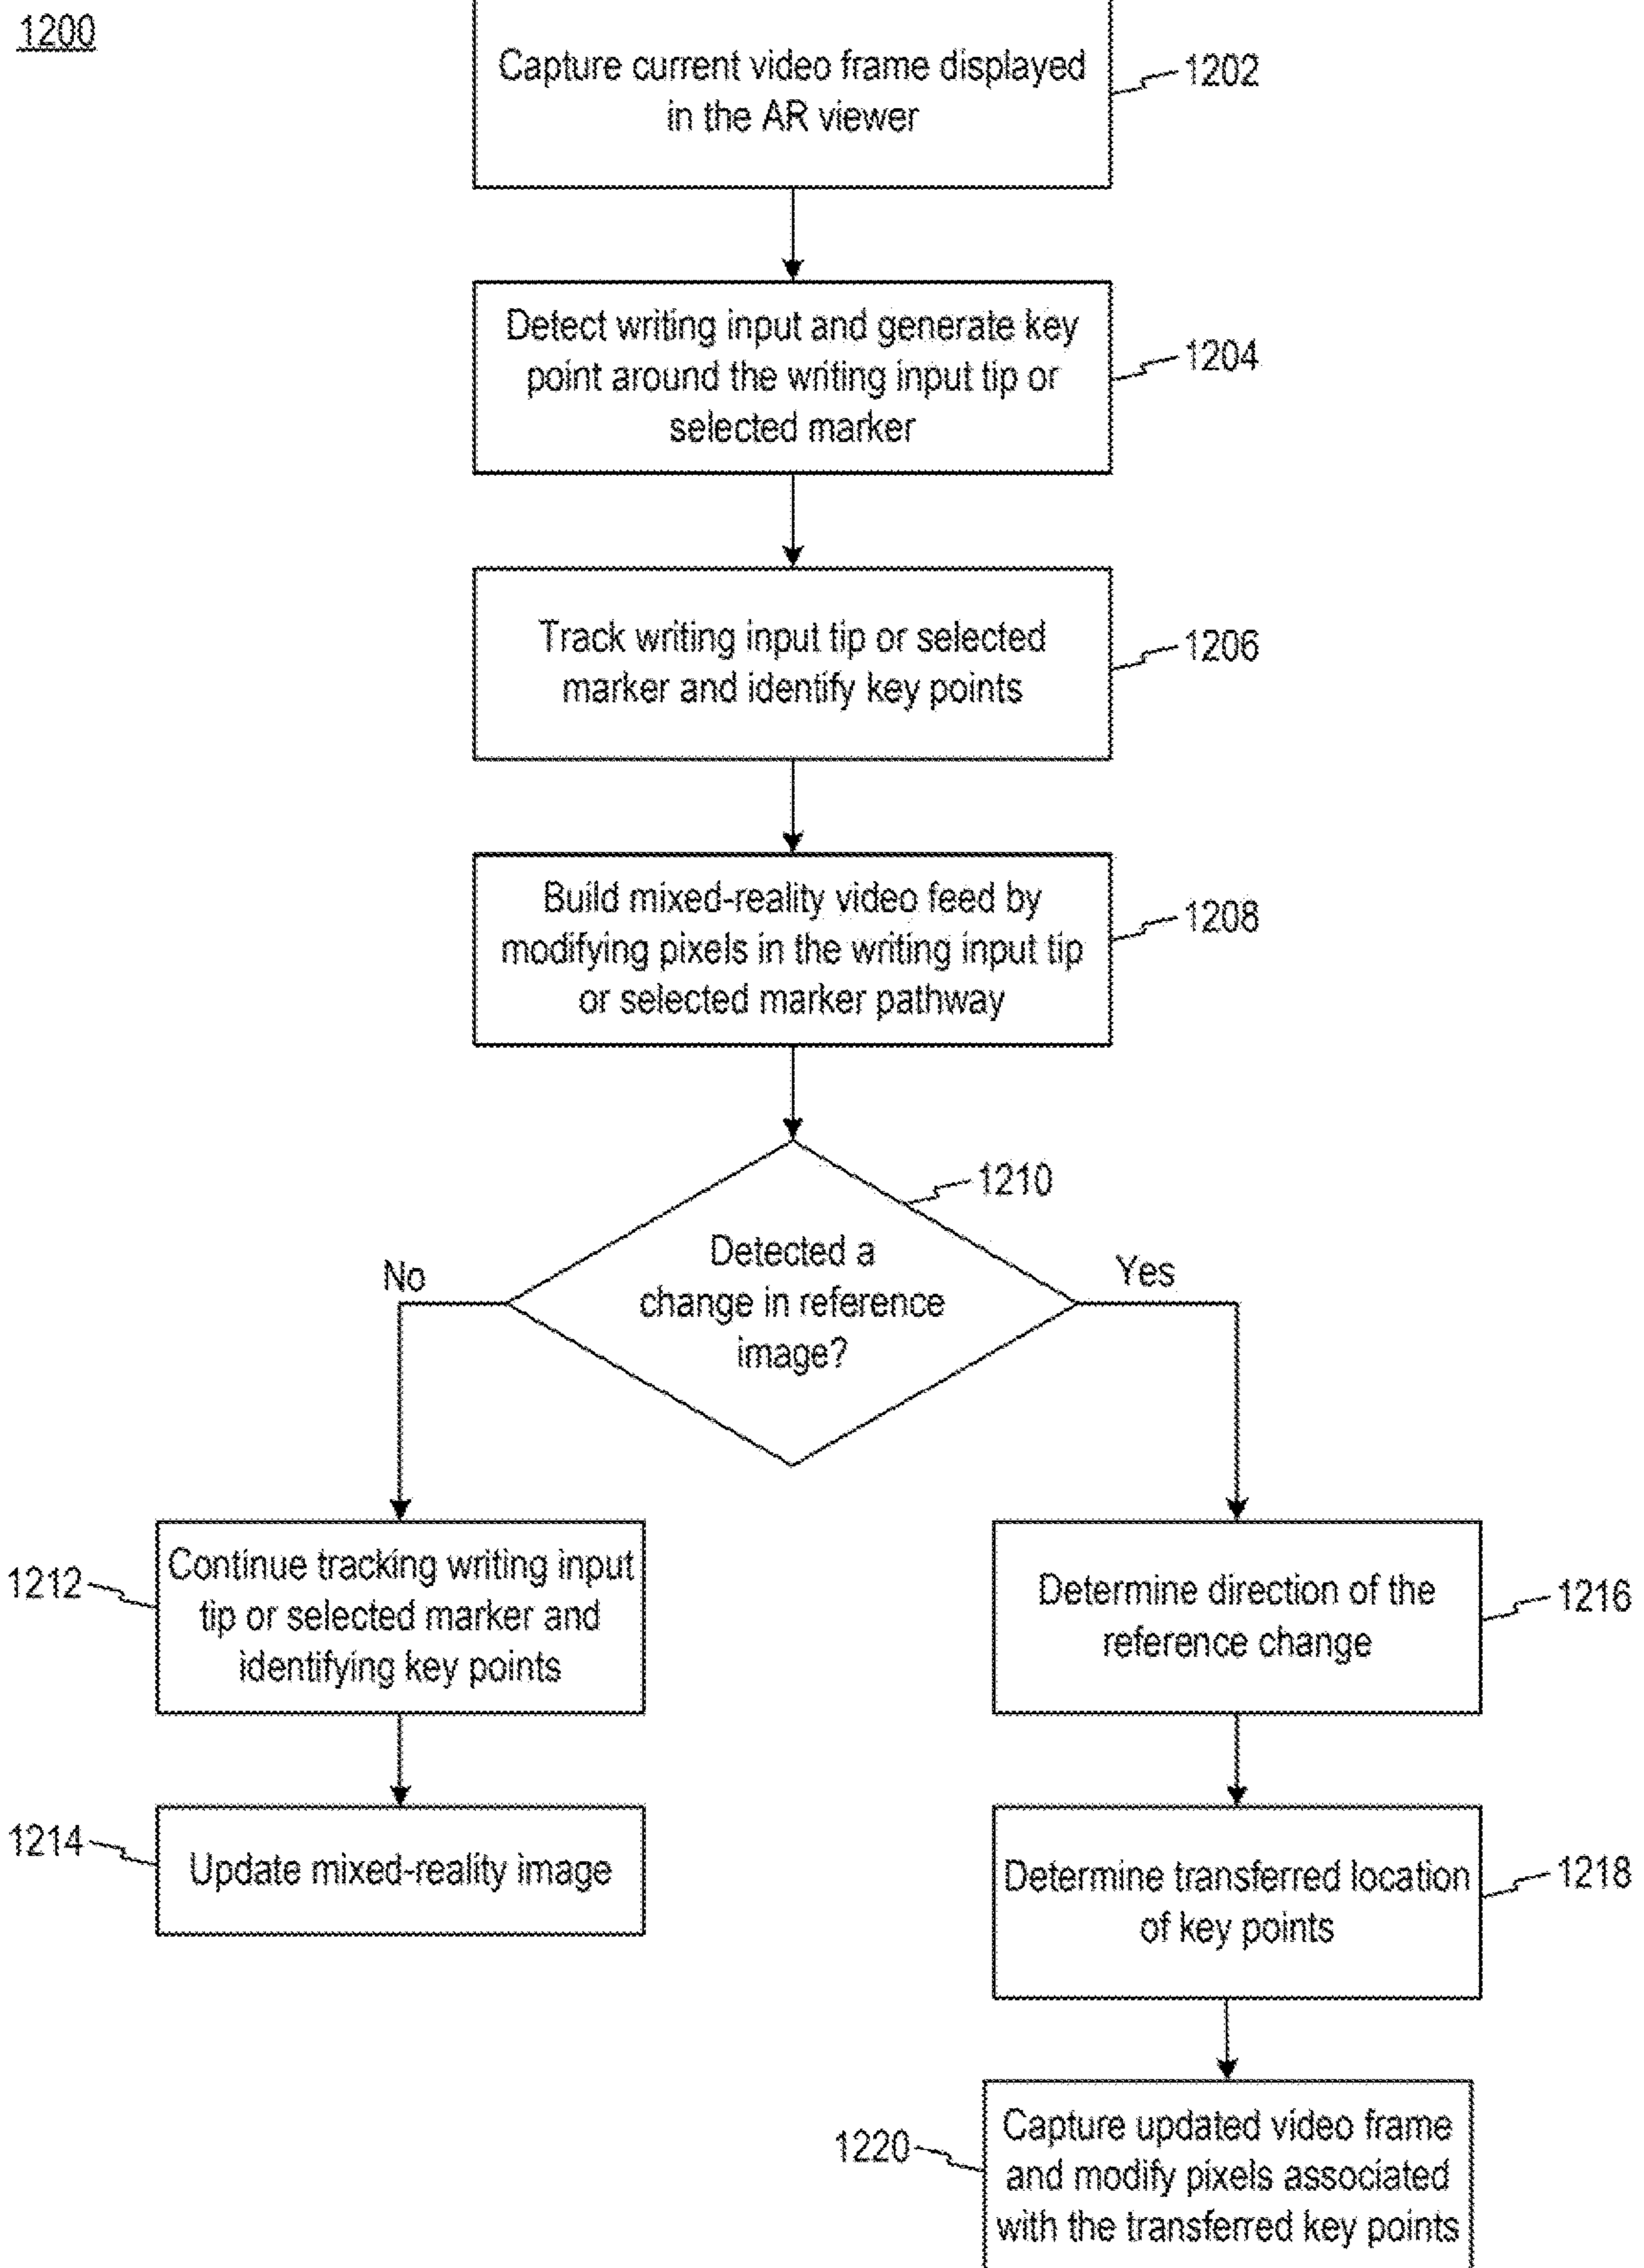 1200
Capture current video frame displayed
in the AR viewer
1202
Detect writing input and generate key
point around the writing input tip or
selected marker
1204
Track writing input tip or selected
marker and identify key points
1206
Build mixed-reality video feed by
modifying pixels in the writing input tip
or selected marker pathway
1208
1210
Detected a
change in reference
image?
No
Yes
1212
Continue tracking writing input
tip or selected marker and
identifying key points
Determine direction of the
reference change
1216
1214
Update mixed-reality image
Determine transferred location
of key points
1218
1220
Capture updated video frame
and modify pixels associated
with the transferred key points